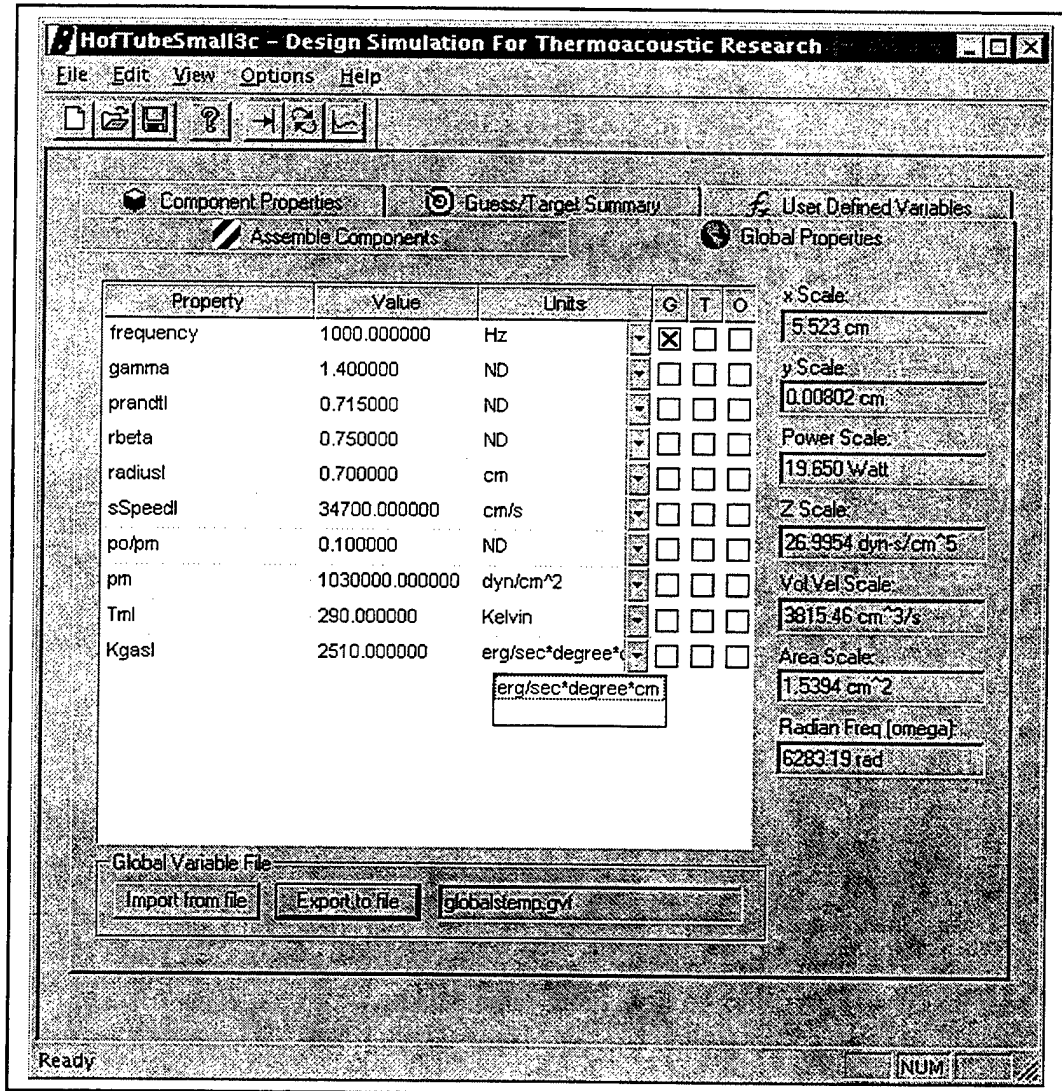 HofTubeSmall3c - Design Simulation For Thermoacoustic Research
File Edit View Options Help
Component Properties Guess/Target Summary User Defined Variables
Assemble Components Global Properties
Property Value Units G T O
frequency 1000.000000 Hz
gamma 1.400000 ND
prandtl 0.715000 ND
rbeta 0.750000 ND
radiusl 0.700000 cm
sSpeedl 34700.000000 cm/s
po/pm 0.100000 ND
pm 1030000.000000 dyn/cm^2
Tml 290.000000 Kelvin
Kgasl 2510.000000 erg/sec*degree*c
erg/sec*degree*cm
x Scale:
5.523 cm
y Scale:
0.00802 cm
Power Scale:
19.650 Watt
Z Scale:
26.9954 dyn-s/cm^5
Vol Vel Scale:
3815.46 cm^3/s
Area Scale:
1.5394 cm^2
Radian Freq (omega):
6283.19 rad
Global Variable File
Import from file Export to file globalstemp.gvf
Ready NUM